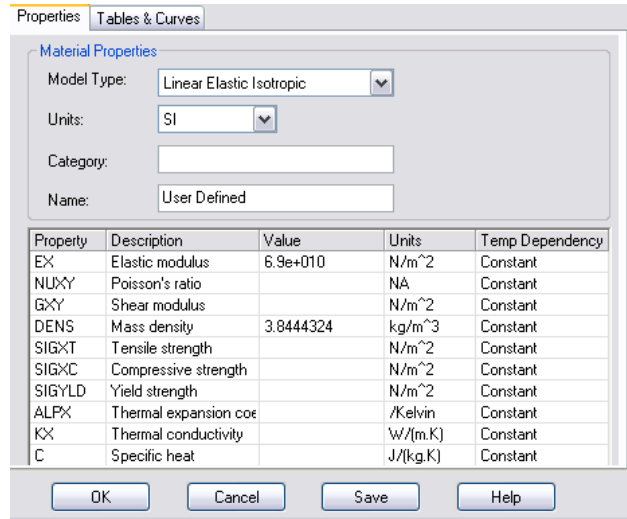 Properties Tables & Curves
Material Properties
Model Type: Linear Elastic Isotropic
Units: SI
Category:
Name: User Defined
Property Description Value Units Temp Dependency
EX Elastic modulus 6.9e+010 N/m^2 Constant
NUXY Poisson's ratio NA Constant
GXY Shear modulus N/m^2 Constant
DENS Mass density 3.8444324 kg/m^3 Constant
SIGXT Tensile strength N/m^2 Constant
SIGXC Compressive strength N/m^2 Constant
SIGYLD Yield strength N/m^2 Constant
ALPX Thermal expansion coe /Kelvin Constant
KX Thermal conductivity W/(m.K) Constant
C Specific heat J/(kg.K) Constant
OK Cancel Save Help